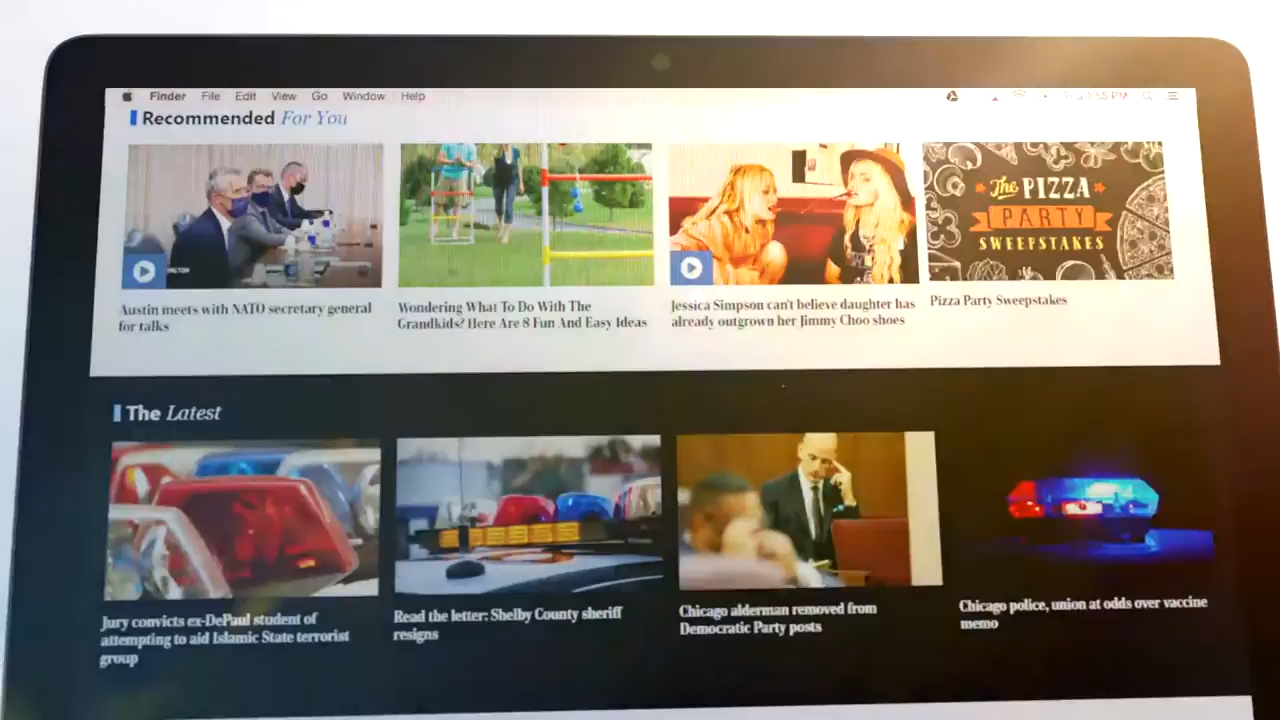 Finder File Edit View Go Window Help
Recommended For You
The PIZZA
PARTY
SWEEPSTAKES
Austin meets with NATO secretary general
for talks
Wondering What To Do With The
Grandkids? Here Are 8 Fun And Easy Ideas
Jessica Simpson can't believe daughter has
already outgrown her Jimmy Choo shoes
Pizza Party Sweepstakes
The Latest
Jury convicts ex-DePaul student of
attempting to aid Islamic State terrorist
group
Read the letter: Shelby County sheriff
resigns
Chicago alderman removed from
Democratic Party posts
Chicago police, union at odds over vaccine
memo